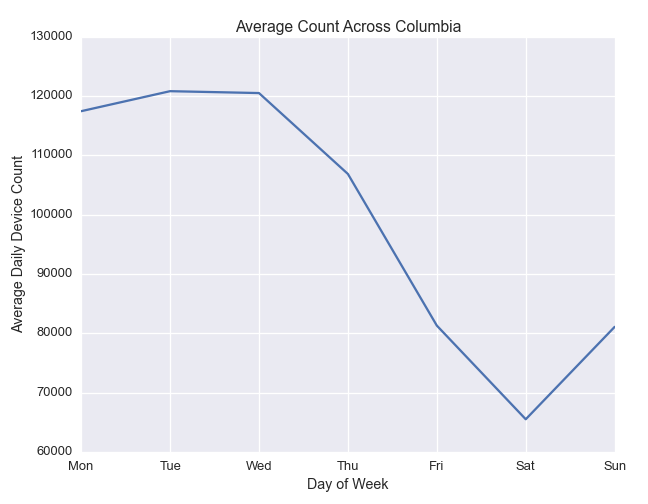 Average Count Across Columbia
130000
120000
110000
100000
90000
80000
70000
60000
Average Daily Device Count
Mon Tue Wed Thu Fri Sat Sun
Day of Week